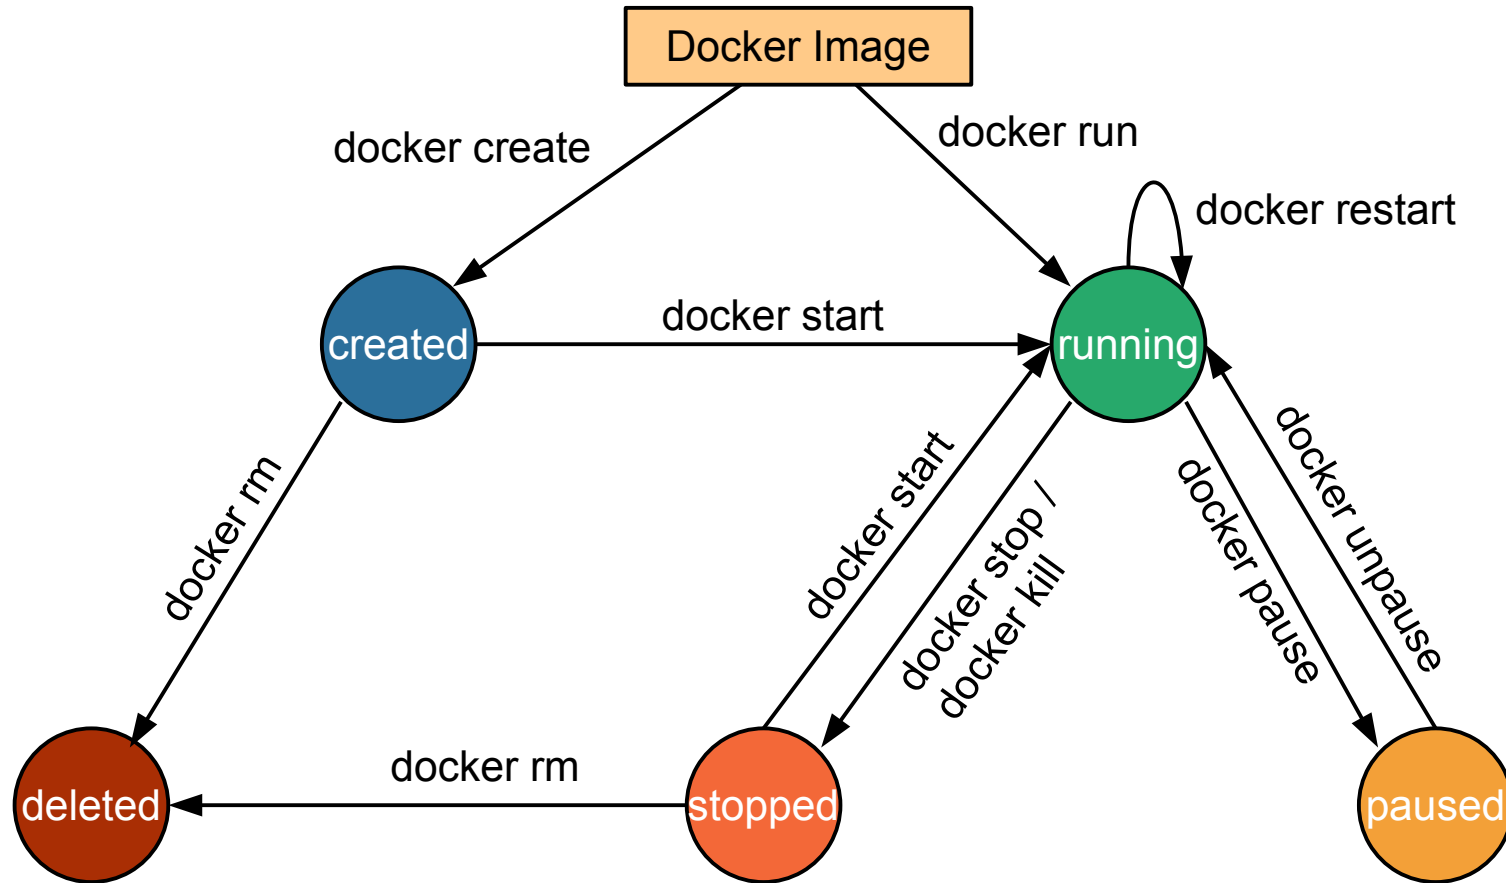 Docker Image
docker create
docker run
docker restart
created
docker start
running
docker rm
docker start
docker stop /
docker kill
docker pause
docker unpause
deleted
docker rm
stopped
paused